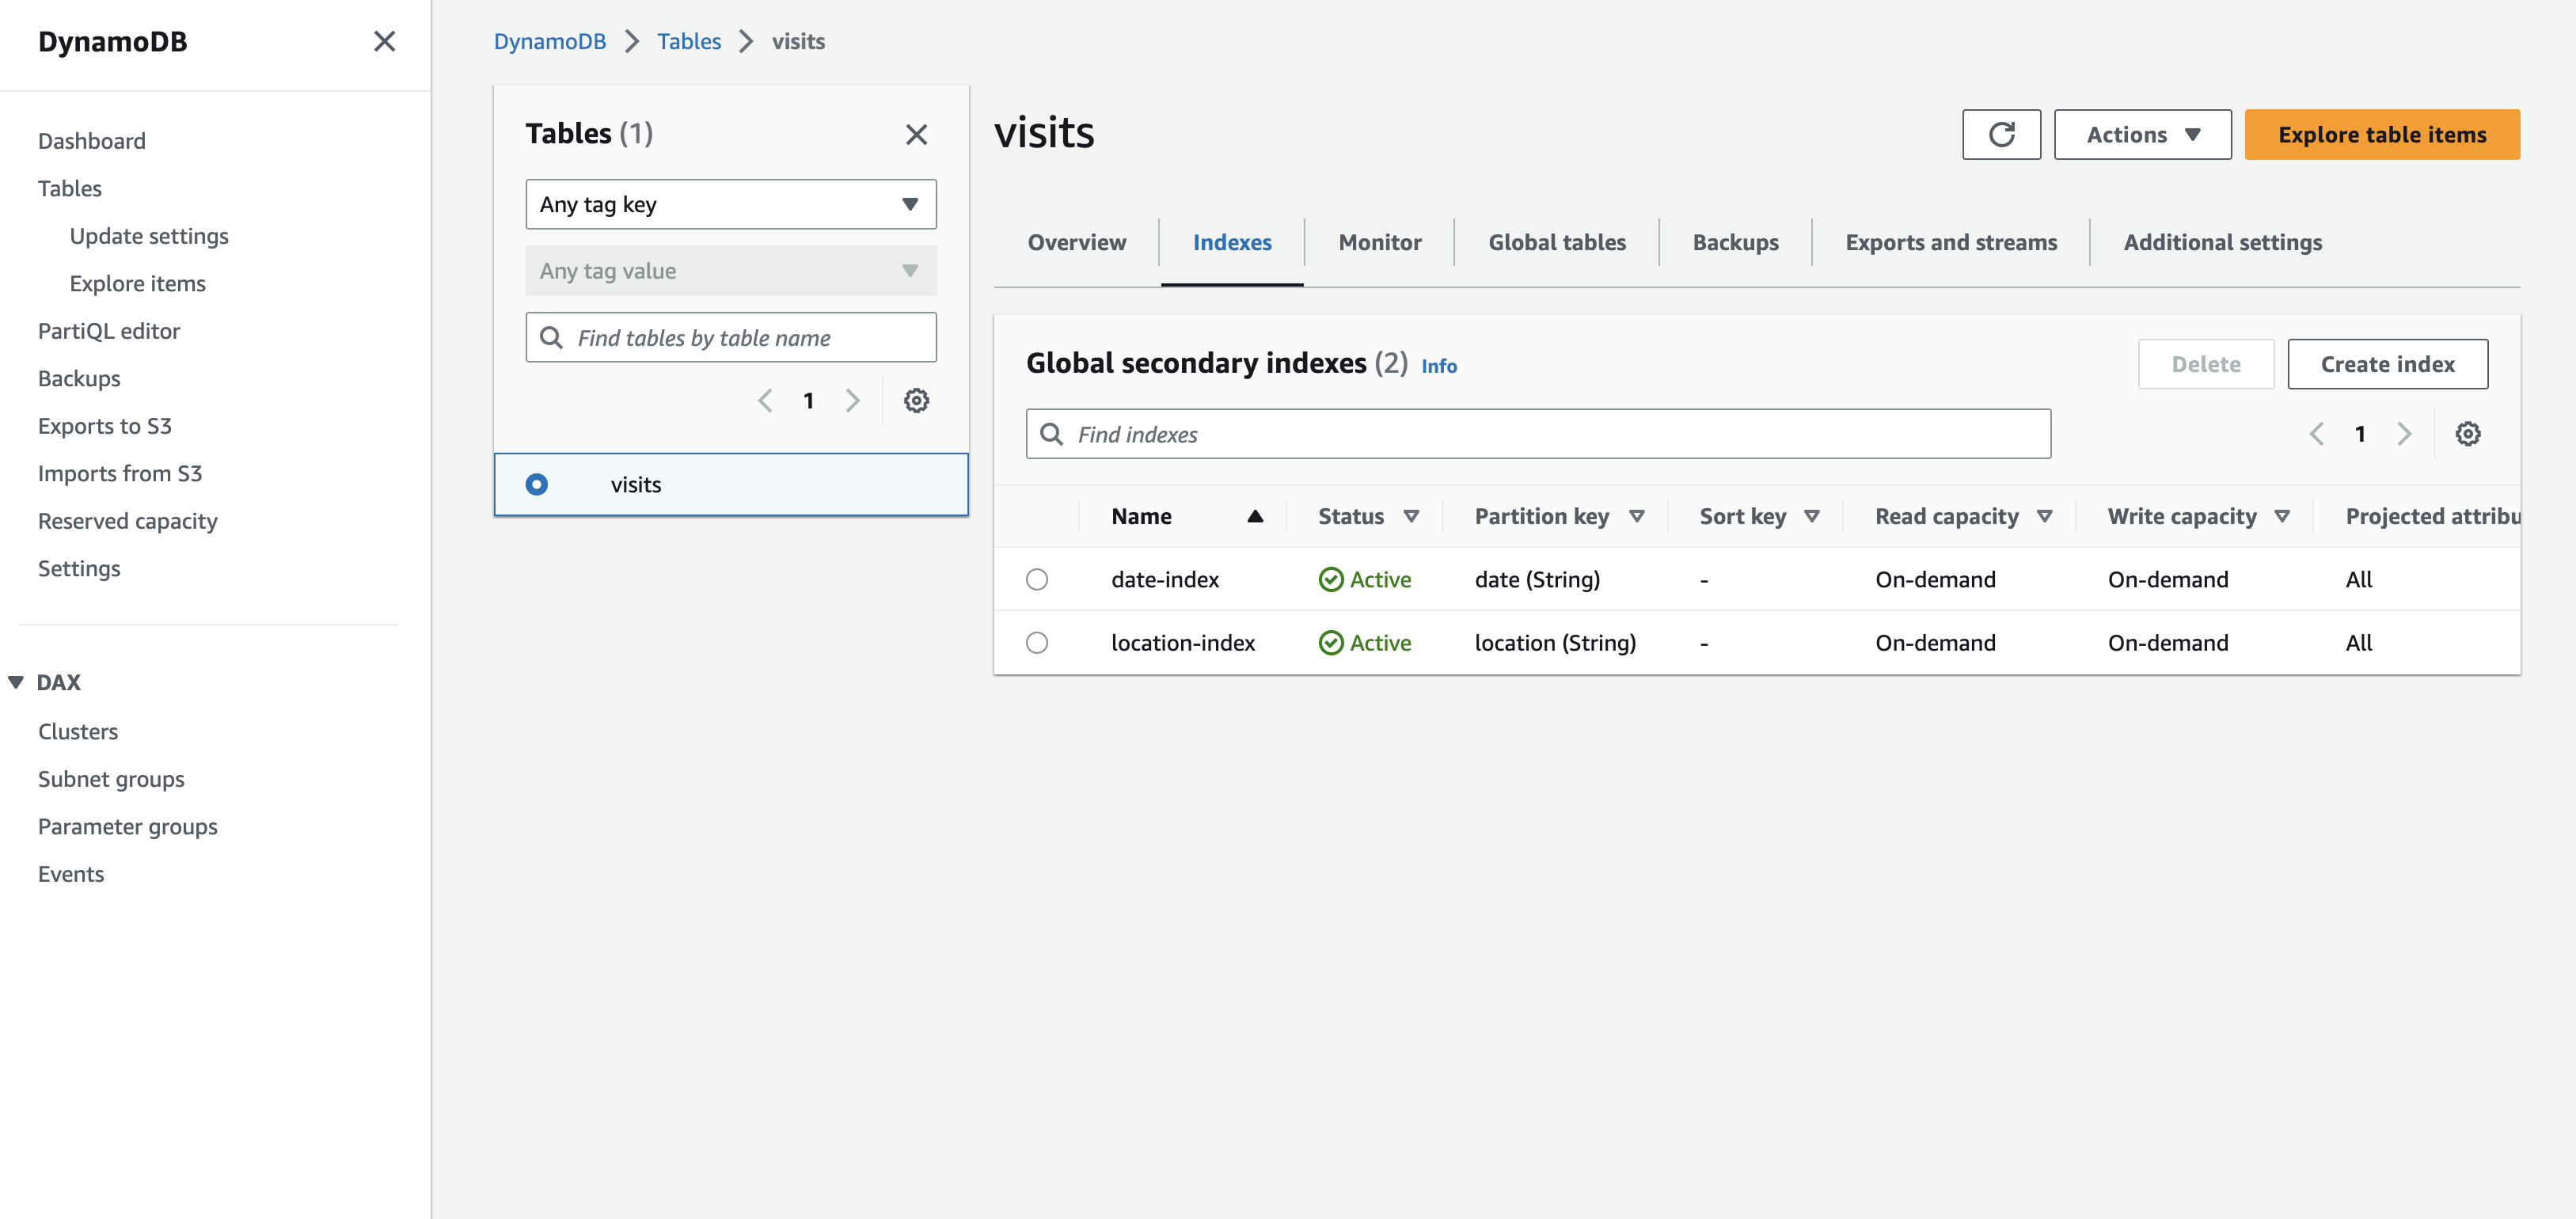 DynamoDB
Dashboard
Tables
Update settings
Explore items
PartiQL editor
Backups
Exports to S3
Imports from S3
Reserved capacity
Settings
DAX
Clusters
Subnet groups
Parameter groups
Events
DynamoDB Tables visits
Tables (1)
Any tag key
Any tag value
Find tables by table name
1
visits
visits
Actions Explore table items
Overview Indexes Monitor Global tables Backups Exports and streams Additional settings
Global secondary indexes (2) Info Delete Create index
Find indexes 1
Name Status Partition key Sort key Read capacity Write capacity Projected attribu
date-index Active date (String) - On-demand On-demand All
location-index Active location (String) - On-demand On-demand All